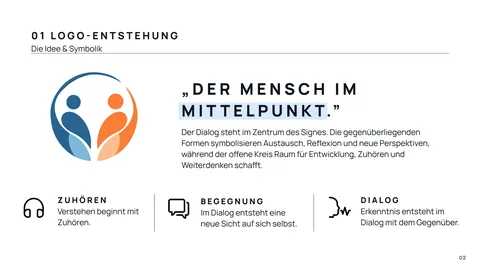 01 LOGO-ENTSTEHUNG
Die Idee & Symbolik
„DER MENSCH IM
MITTELPUNKT.”
Der Dialog steht im Zentrum des Signes. Die gegenüberliegenden
Formen symbolisieren Austausch, Reflexion und neue Perspektiven,
während der offene Kreis Raum für Entwicklung, Zuhören und
Weiterdenken schafft.
ZUHÖREN
Verstehen beginnt mit
Zuhören.
BEGEGNUNG
Im Dialog entsteht eine
neue Sicht auf sich selbst.
DIALOG
Erkenntnis entsteht im
Dialog mit dem Gegenüber.
02